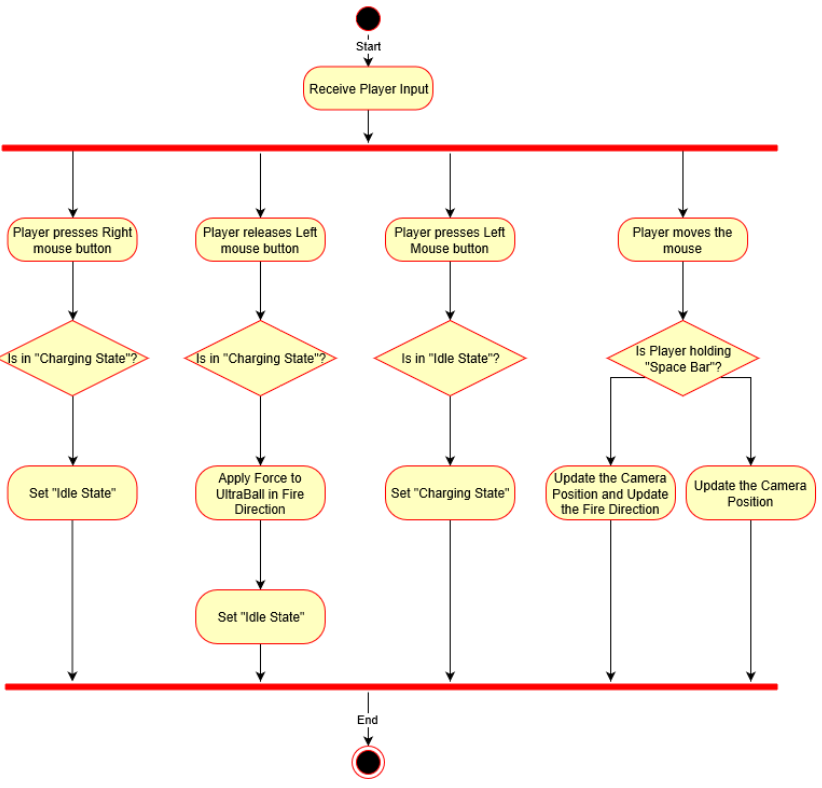 Start
Receive Player Input
Player presses Right
mouse button
Player releases Left
mouse button
Player presses Left
Mouse button
Player moves the
mouse
Is in "Charging State"?
Is in "Charging State"?
Is in "Idle State"?
Is Player holding
"Space Bar"?
Set "Idle State"
Apply Force to
UltraBall in Fire
Direction
Set "Charging State"
Update the Camera
Position and Update
the Fire Direction
Update the Camera
Position
Set "Idle State"
End